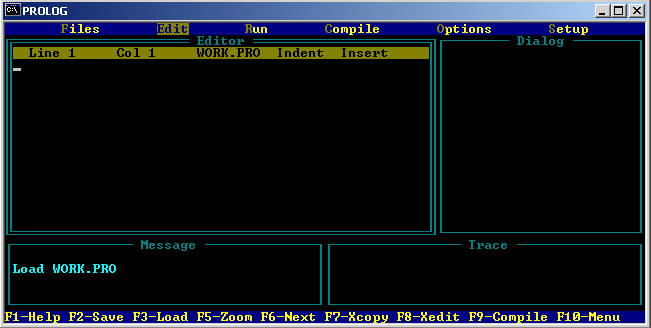 PROLOG
Files Edit Run Compile Options Setup
Editor Dialog
Line 1 Col 1 WORK.PRO Indent Insert
Message Trace
Load WORK.PRO
F1-Help F2-Save F3-Load F5-Zoom F6-Next F7-Xcopy F8-Xedit F9-Compile F10-Menu